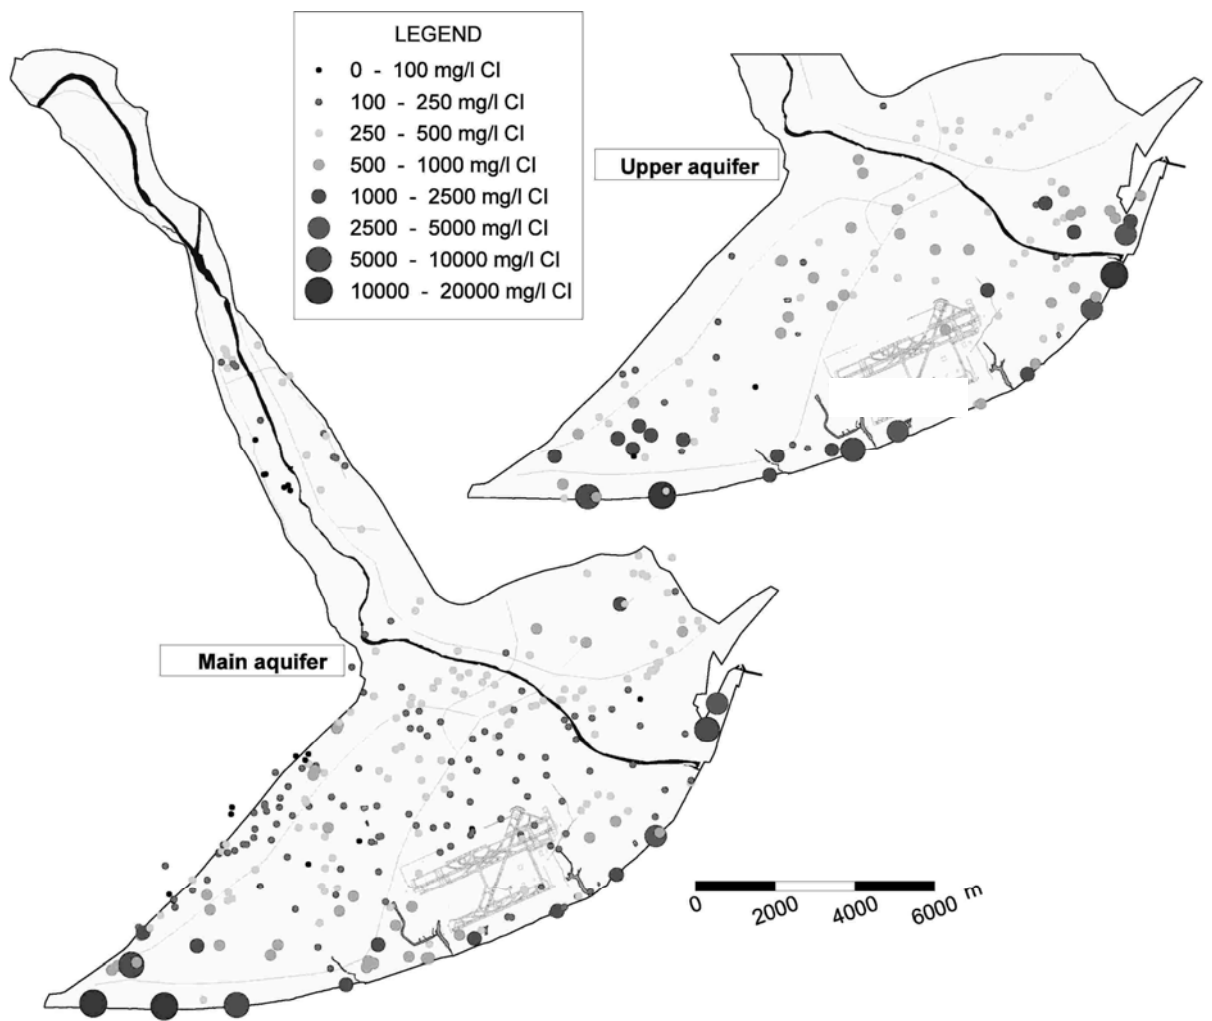 LEGEND
0 - 100 mg/l Cl
100 - 250 mg/l Cl
250 - 500 mg/l Cl
500 - 1000 mg/l Cl
1000 - 2500 mg/l Cl
2500 - 5000 mg/l Cl
5000 - 10000 mg/l Cl
10000 - 20000 mg/l Cl
Upper aquifer
Main aquifer
0 2000 4000 6000 m